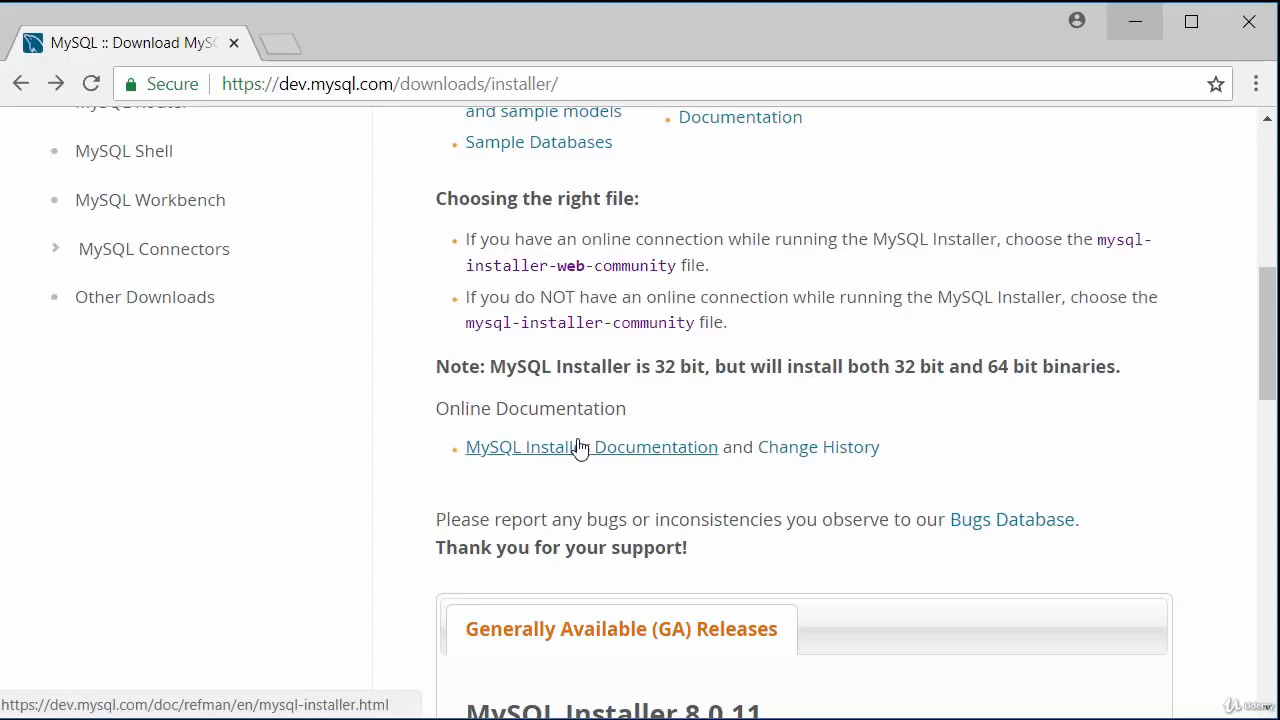 MySQL :: Download MySC
Secure https://dev.mysql.com/downloads/installer/
MySQL Router
MySQL Shell
MySQL Workbench
MySQL Connectors
Other Downloads
and sample models
Documentation
Sample Databases
Choosing the right file:
If you have an online connection while running the MySQL Installer, choose the mysql-
installer-web-community file.
If you do NOT have an online connection while running the MySQL Installer, choose the
mysql-installer-community file.
Note: MySQL Installer is 32 bit, but will install both 32 bit and 64 bit binaries.
Online Documentation
MySQL Installer Documentation and Change History
Please report any bugs or inconsistencies you observe to our Bugs Database.
Thank you for your support!
Generally Available (GA) Releases
MySQL Installer 8.0.11
https://dev.mysql.com/doc/refman/en/mysql-installer.html
Udemy